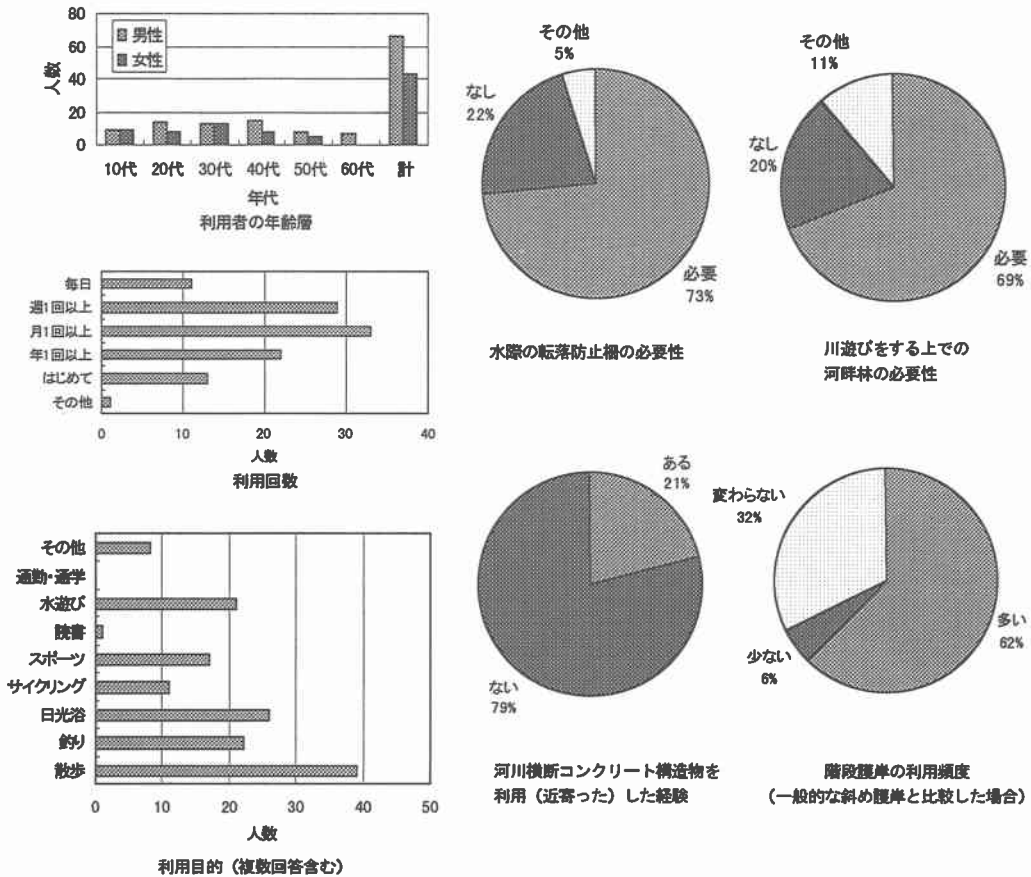 80
60
40
20
0
人数
男性
女性
10代 20代 30代 40代 50代 60代 計
年代
利用者の年齢層
毎日
週1回以上
月1回以上
年1回以上
はじめて
その他
0 10 20 30 40
人数
利用回数
その他
通勤・通学
水遊び
読書
スポーツ
サイクリング
日光浴
釣り
散歩
0 10 20 30 40 50
人数
利用目的（複数回答含む）
その他
5%
なし
22%
必要
73%
水際の転落防止柵の必要性
その他
11%
なし
20%
必要
69%
川遊びをする上での
河畔林の必要性
ある
21%
ない
79%
河川横断コンクリート構造物を
利用（近寄った）した経験
変わらない
32%
少ない
6%
多い
62%
階段護岸の利用頻度
（一般的な斜め護岸と比較した場合）